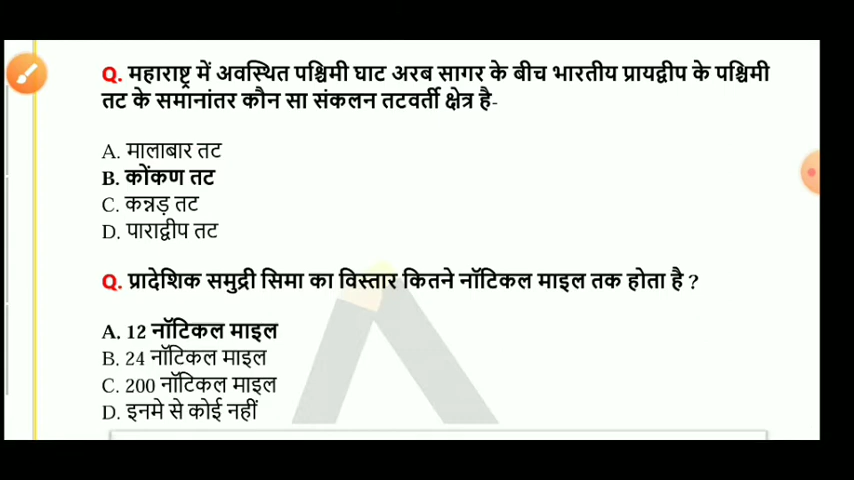 Q. महाराष्ट्र में अवस्थित पश्चिमी घाट अरब सागर के बीच भारतीय प्रायद्वीप के पश्चिमी
तट के समानांतर कौन सा संकलन तटवर्ती क्षेत्र है-
A. मालाबार तट
B. कोंकण तट
C. कन्नड़ तट
D. पाराद्वीप तट
Q. प्रादेशिक समुद्री सिमा का विस्तार कितने नॉटिकल माइल तक होता है ?
A. 12 नॉटिकल माइल
B. 24 नॉटिकल माइल
C. 200 नॉटिकल माइल
D. इनमे से कोई नहीं